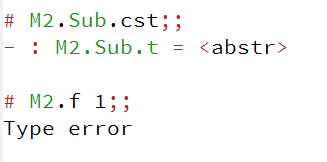 # M2.Sub.cst;;
- : M2.Sub.t = <abstr>
# M2.f 1;;
Type error